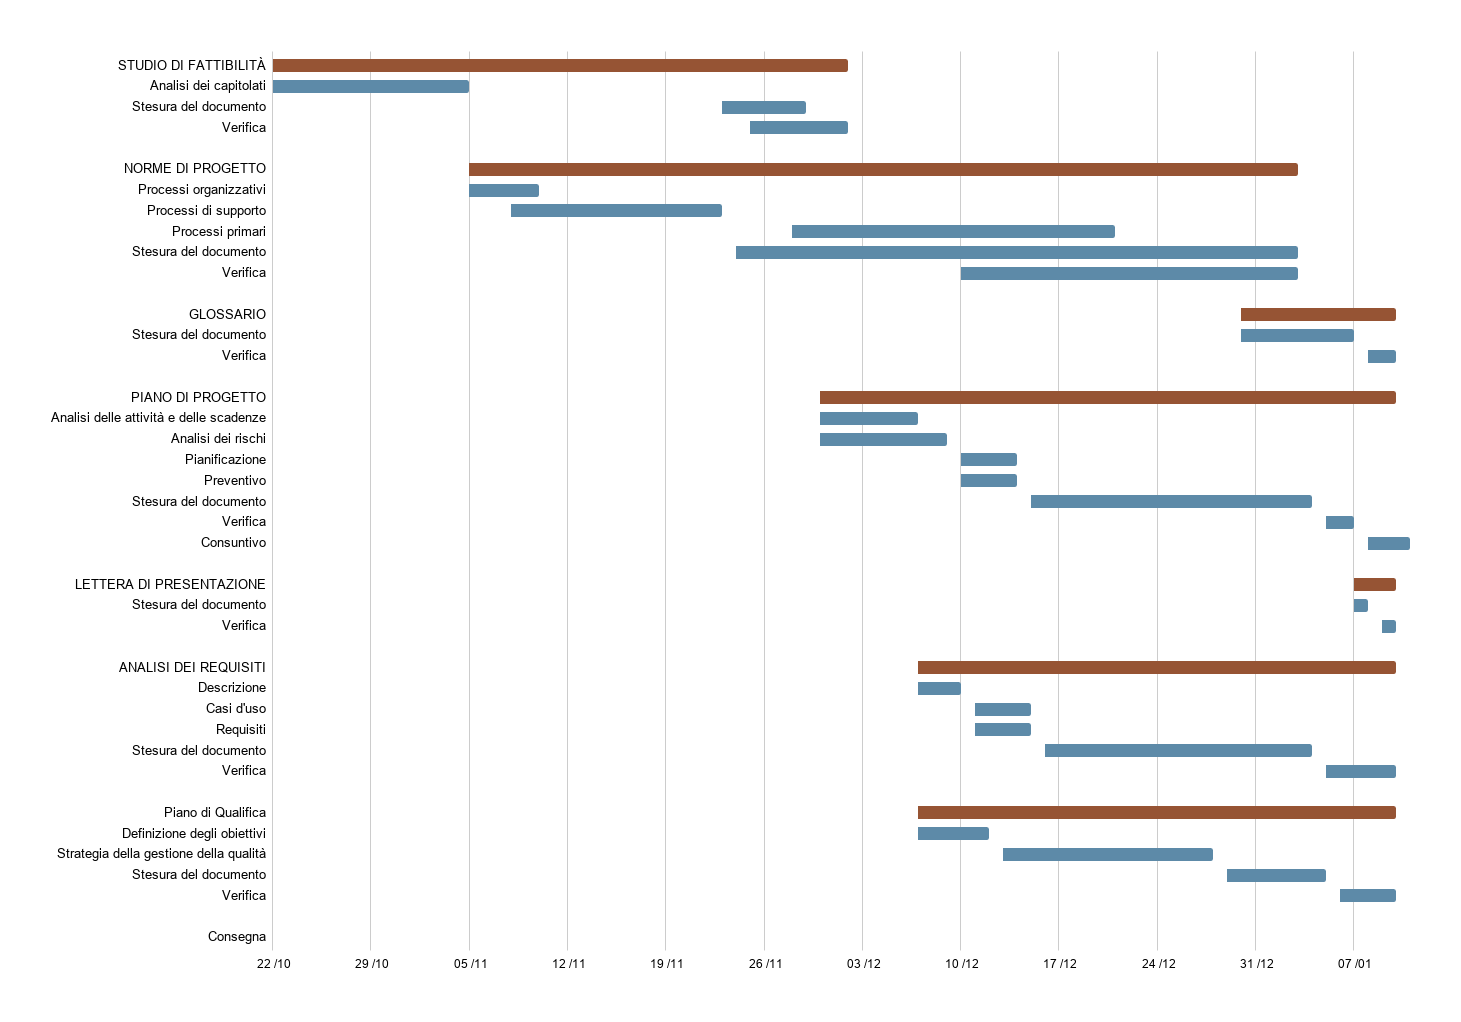 STUDIO DI FATTIBILITÀ
Analisi dei capitolati
Stesura del documento
Verifica
NORME DI PROGETTO
Processi organizzativi
Processi di supporto
Processi primari
Stesura del documento
Verifica
GLOSSARIO
Stesura del documento
Verifica
PIANO DI PROGETTO
Analisi delle attività e delle scadenze
Analisi dei rischi
Pianificazione
Preventivo
Stesura del documento
Verifica
Consuntivo
LETTERA DI PRESENTAZIONE
Stesura del documento
Verifica
ANALISI DEI REQUISITI
Descrizione
Casi d'uso
Requisiti
Stesura del documento
Verifica
Piano di Qualifica
Definizione degli obiettivi
Strategia della gestione della qualità
Stesura del documento
Verifica
Consegna
22 /10 29 /10 05 /11 12 /11 19 /11 26 /11 03 /12 10 /12 17 /12 24 /12 31 /12 07 /01